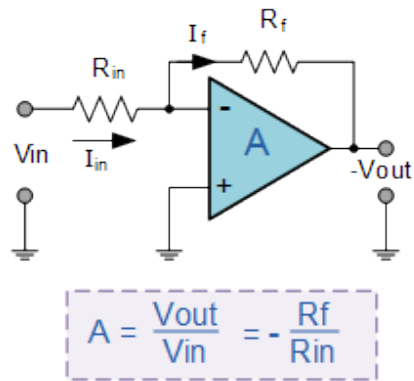 If
Rf
Rin
-
A
Vin
Iin
+
-Vout
A = Vout/Vin = - Rf/Rin